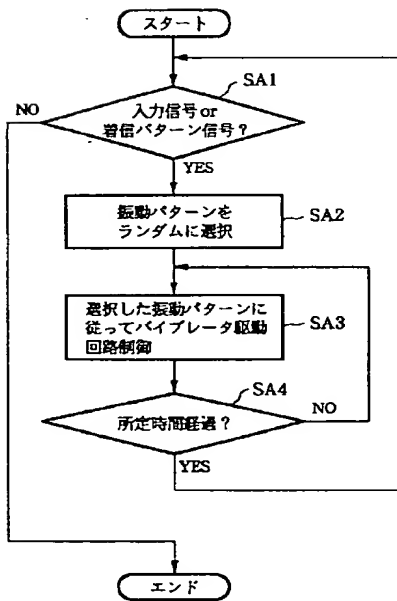 スタート
SA1
NO
入力信号or
着信パターン信号？
YES
振動パターンを
ランダムに選択
SA2
選択した振動パターンに
従ってバイブレータ駆動
回路制御
SA3
SA4
所定時間経過？
NO
YES
エンド